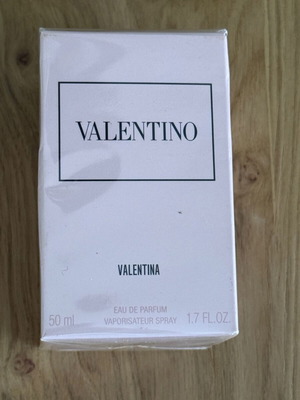 VALENTINO
VALENTINA
EAU DE PARFUM
50 ml VAPORISATEUR SPRAY 1.7 FL.OZ.